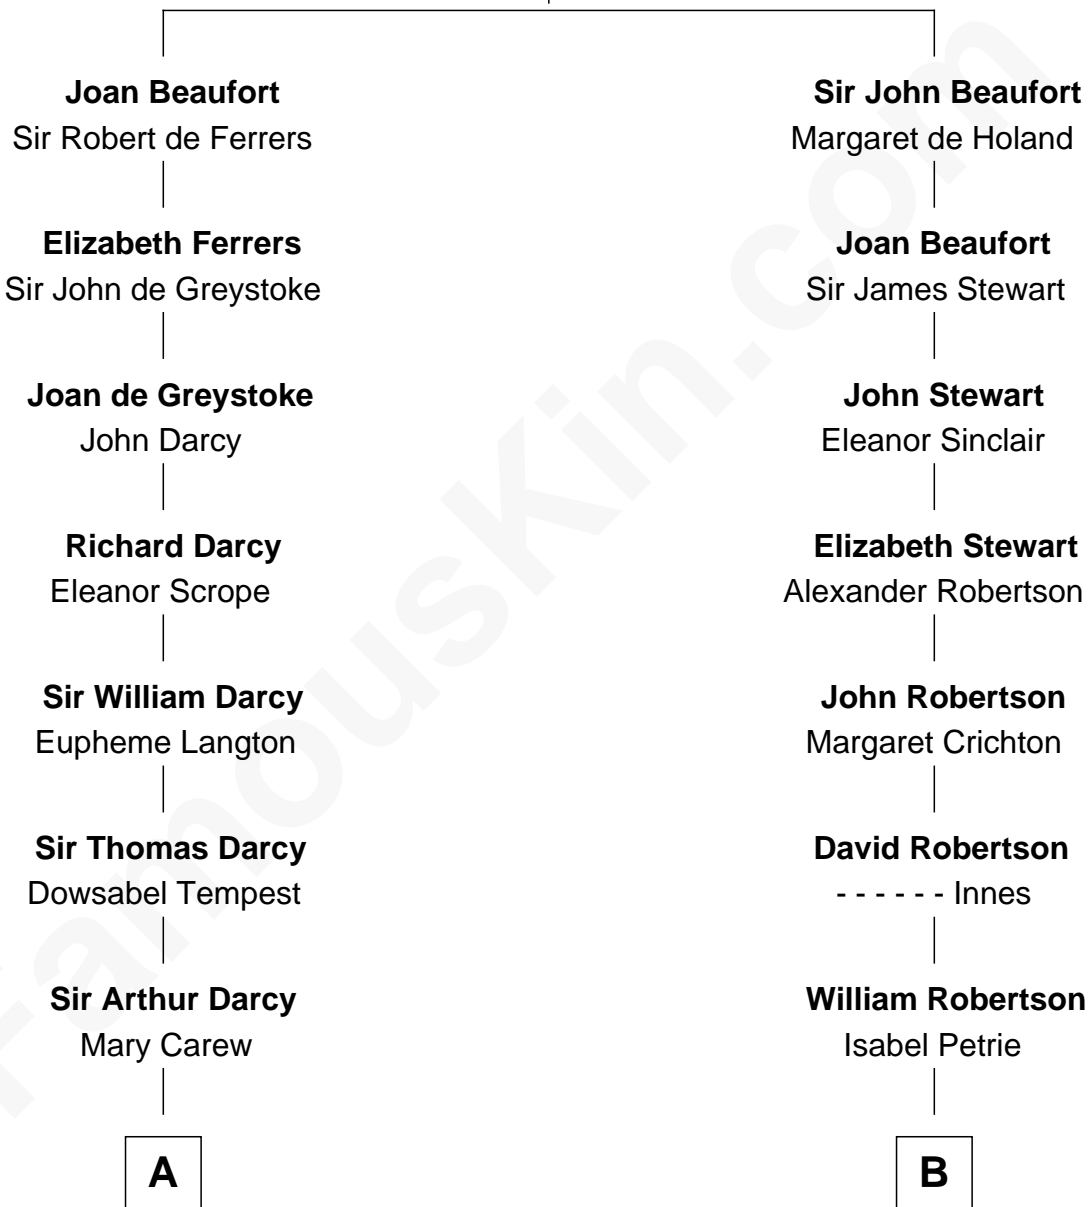 Joan Beaufort
Sir Robert de Ferrers
Elizabeth Ferrers
Sir John de Greystoke
Joan de Greystoke
John Darcy
Richard Darcy
Eleanor Scrope
Sir William Darcy
Eupheme Langton
Sir Thomas Darcy
Dowsabel Tempest
Sir Arthur Darcy
Mary Carew
A
Sir John Beaufort
Margaret de Holand
Joan Beaufort
Sir James Stewart
John Stewart
Eleanor Sinclair
Elizabeth Stewart
Alexander Robertson
John Robertson
Margaret Crichton
David Robertson
- - - - - - Innes
William Robertson
Isabel Petrie
B
FamousKin.com